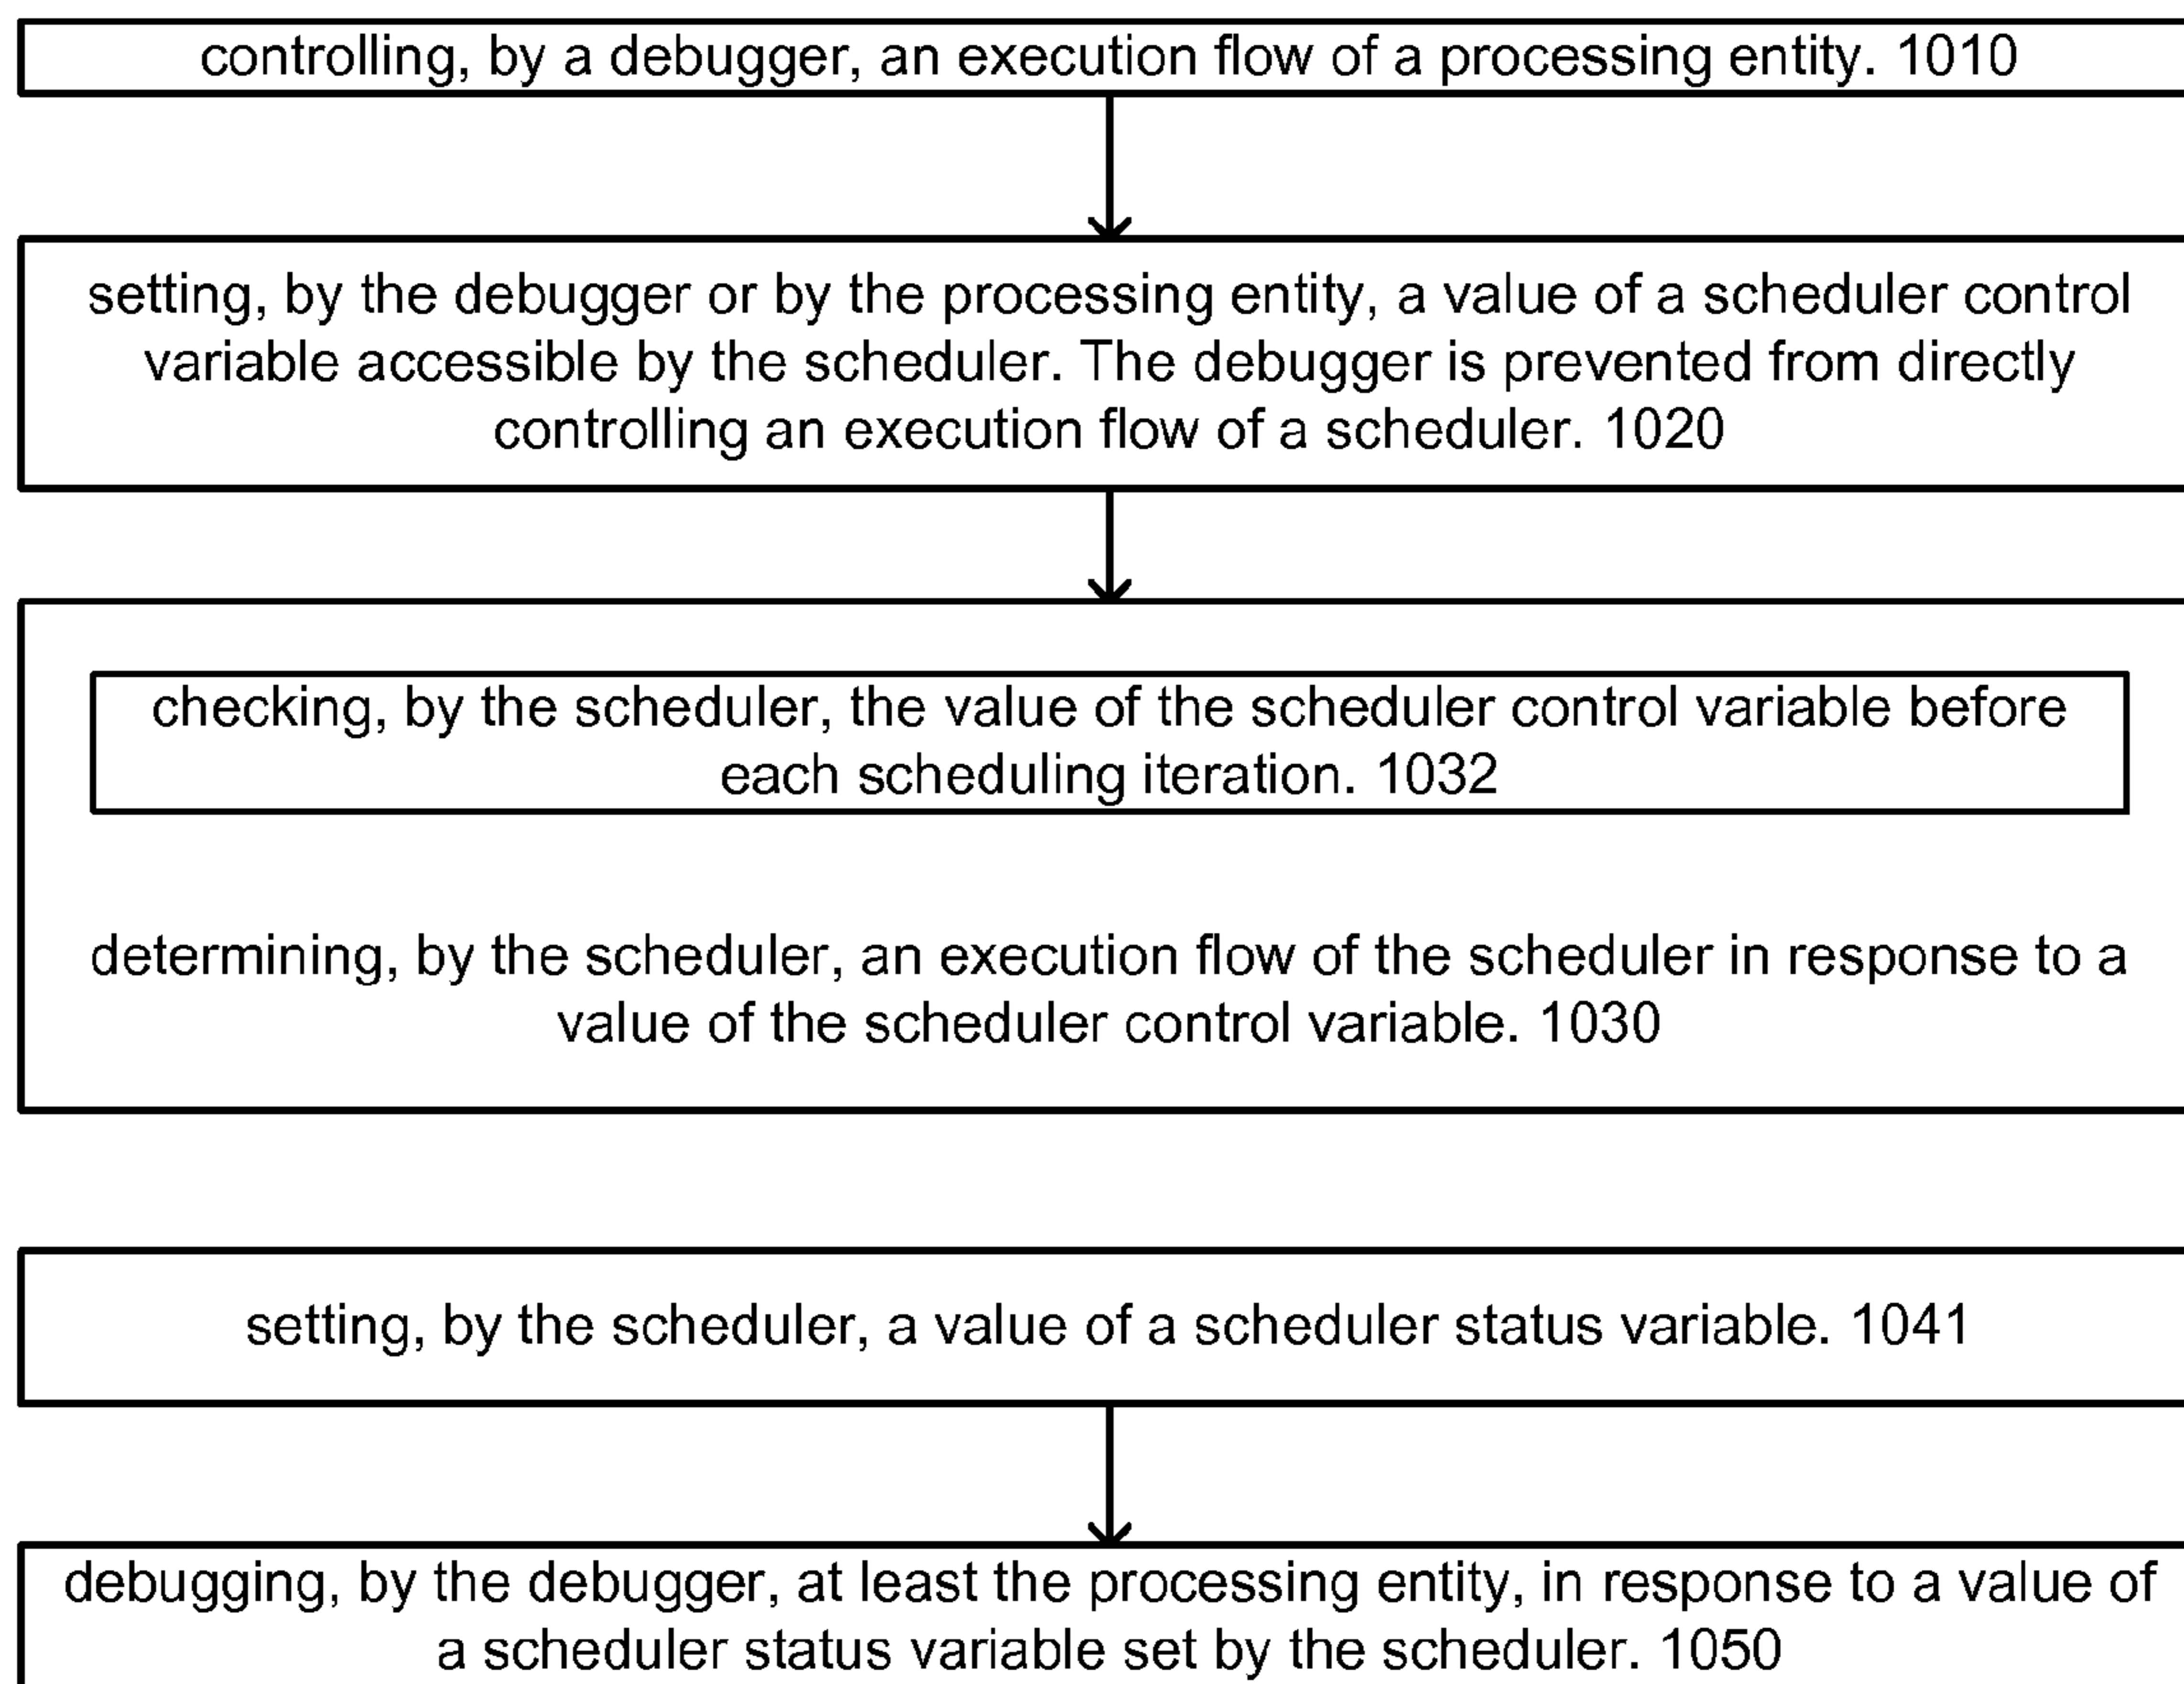 controlling, by a debugger, an execution flow of a processing entity. 1010
setting, by the debugger or by the processing entity, a value of a scheduler control
variable accessible by the scheduler. The debugger is prevented from directly
controlling an execution flow of a scheduler. 1020
checking, by the scheduler, the value of the scheduler control variable before
each scheduling iteration. 1032
determining, by the scheduler, an execution flow of the scheduler in response to a
value of the scheduler control variable. 1030
setting, by the scheduler, a value of a scheduler status variable. 1041
debugging, by the debugger, at least the processing entity, in response to a value of
a scheduler status variable set by the scheduler. 1050